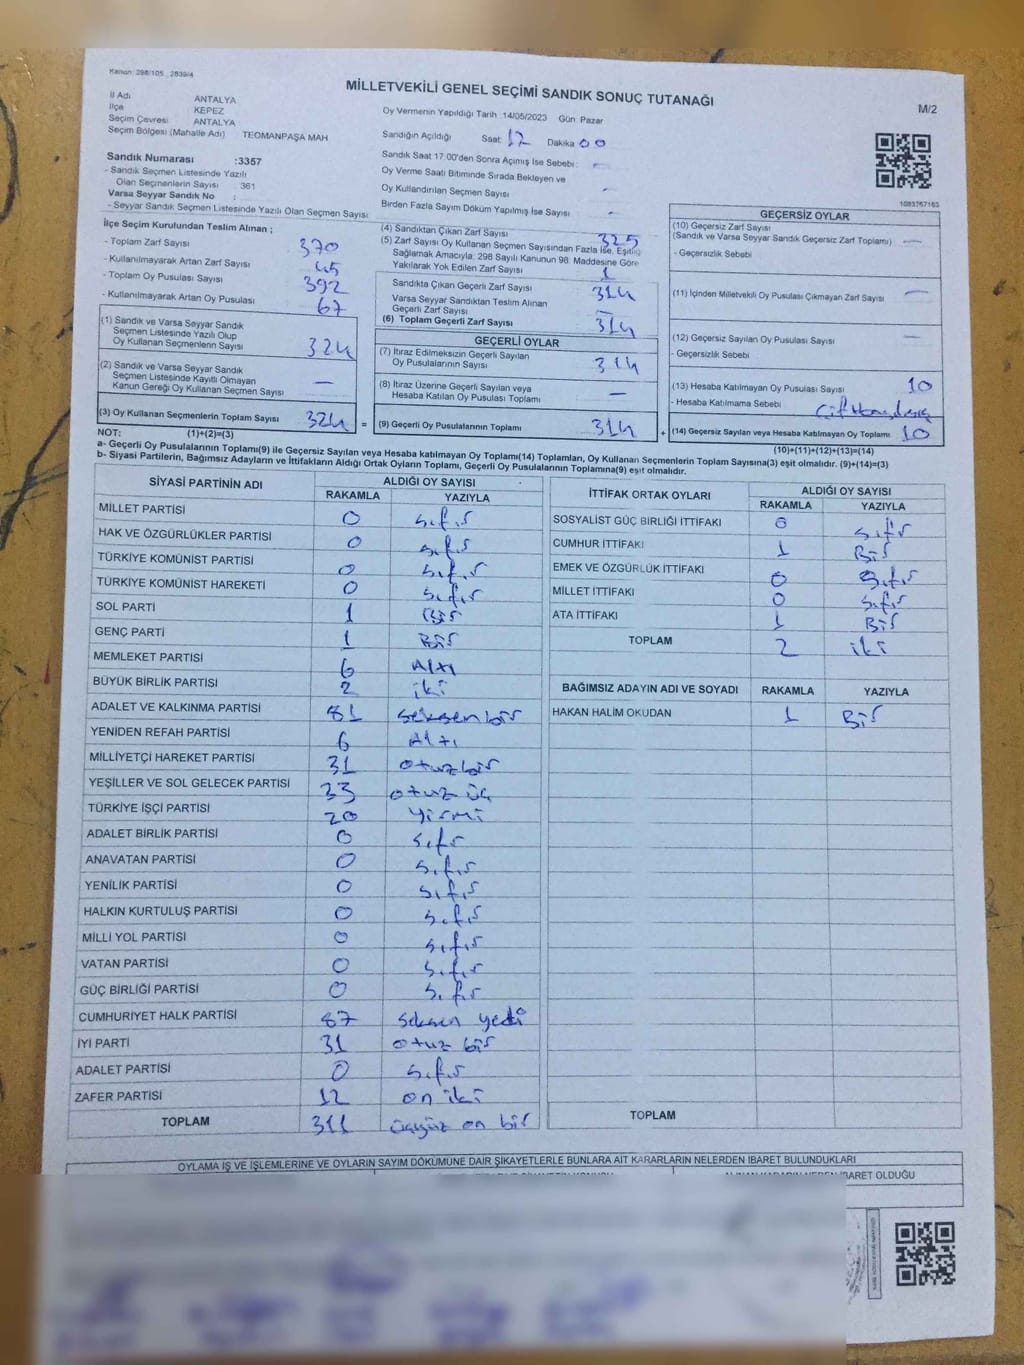 Kanun: 298/105 , 2839/4
MİLLETVEKİLİ GENEL SEÇİMİ SANDIK SONUÇ TUTANAĞI
M/2
İl Adı ANTALYA
İlçe KEPEZ
Seçim Çevresi ANTALYA
Seçim Bölgesi (Mahalle Adı) TEOMANPAŞA MAH
Sandık Numarası :3357
- Sandık Seçmen Listesinde Yazılı
Olan Seçmenlerin Sayısı : 361
Varsa Seyyar Sandık No :
- Seyyar Sandık Seçmen Listesinde Yazılı Olan Seçmen Sayısı
Oy Vermenin Yapıldığı Tarih :14/05/2023 Gün: Pazar
Sandığın Açıldığı Saat: 17 Dakika 00
Sandık Saat 17:00'den Sonra Açımış İse Sebebi : -
Oy Verme Saati Bitiminde Sırada Bekleyen ve
Oy Kullandırılan Seçmen Sayısı -
Birden Fazla Sayım Döküm Yapılmış İse Sayısı -
1083767163
İlçe Seçim Kurulundan Teslim Alınan ;
- Toplam Zarf Sayısı 370
- Kullanılmayarak Artan Zarf Sayısı 45
- Toplam Oy Pusulası Sayısı 392
- Kullanılmayarak Artan Oy Pusulası 67
(1) Sandık ve Varsa Seyyar Sandık
Seçmen Listesinde Yazılı Olup
Oy Kullanan Seçmenlerin Sayısı 324
(2) Sandık ve Varsa Seyyar Sandık
Seçmen Listesinde Kayıtlı Olmayan
Kanun Gereği Oy Kullanan Seçmen Sayısı -
(3) Oy Kullanan Seçmenlerin Toplam Sayısı 324 =
(4) Sandıktan Çıkan Zarf Sayısı 325
(5) Zarf Sayısı Oy Kullanan Seçmen Sayısından Fazla İse, Eşitliği
Sağlamak Amacıyla; 298 Sayılı Kanunun 98. Maddesine Göre
Yakılarak Yok Edilen Zarf Sayısı 1
Sandıkta Çıkan Geçerli Zarf Sayısı 314
Varsa Seyyar Sandıktan Teslim Alınan
Geçerli Zarf Sayısı -
(6) Toplam Geçerli Zarf Sayısı 314
GEÇERLİ OYLAR
(7) İtiraz Edilmeksizin Geçerli Sayılan
Oy Pusulalarının Sayısı 314
(8) İtiraz Üzerine Geçerli Sayılan veya
Hesaba Katılan Oy Pusulası Toplamı -
(9) Geçerli Oy Pusulalarının Toplamı 314 +
GEÇERSİZ OYLAR
(10) Geçersiz Zarf Sayısı
(Sandık ve Varsa Seyyar Sandık Geçersiz Zarf Toplamı) -
- Geçersizlik Sebebi
(11) İçinden Milletvekili Oy Pusulası Çıkmayan Zarf Sayısı -
(12) Geçersiz Sayılan Oy Pusulası Sayısı -
- Geçersizlik Sebebi
(13) Hesaba Katılmayan Oy Pusulası Sayısı 10
- Hesaba Katılmama Sebebi
(14) Geçersiz Sayılan veya Hesaba Katılmayan Oy Toplamı 10
NOT: (1)+(2)=(3)
(10)+(11)+(12)+(13)=(14)
a- Geçerli Oy Pusulalarının Toplamı(9) ile Geçersiz Sayılan veya Hesaba katılmayan Oy Toplamı(14) Toplamları, Oy Kullanan Seçmenlerin Toplam Sayısına(3) eşit olmalıdır. (9)+(14)=(3)
b- Siyasi Partilerin, Bağımsız Adayların ve İttifakların Aldığı Ortak Oyların Toplamı, Geçerli Oy Pusulalarının Toplamına(9) eşit olmalıdır.
SİYASİ PARTİNİN ADI ALDIĞI OY SAYISI
RAKAMLA YAZIYLA
MİLLET PARTİSİ 0 sıfır
HAK VE ÖZGÜRLÜKLER PARTİSİ 0 sıfır
TÜRKİYE KOMÜNİST PARTİSİ 0 sıfır
TÜRKİYE KOMÜNİST HAREKETİ 0 sıfır
SOL PARTİ 1 Bir
GENÇ PARTİ 1 Bir
MEMLEKET PARTİSİ 6 Altı
BÜYÜK BİRLİK PARTİSİ 2 iki
ADALET VE KALKINMA PARTİSİ 81 seksen bir
YENİDEN REFAH PARTİSİ 6 Altı
MİLLİYETÇİ HAREKET PARTİSİ 31 otuz bir
YEŞİLLER VE SOL GELECEK PARTİSİ 33 otuz üç
TÜRKİYE İŞÇİ PARTİSİ 20 Yirmi
ADALET BİRLİK PARTİSİ 0 sıfır
ANAVATAN PARTİSİ 0 sıfır
YENİLİK PARTİSİ 0 sıfır
HALKIN KURTULUŞ PARTİSİ 0 sıfır
MİLLİ YOL PARTİSİ 0 sıfır
VATAN PARTİSİ 0 sıfır
GÜÇ BİRLİĞİ PARTİSİ 0 sıfır
CUMHURİYET HALK PARTİSİ 87 seksen yedi
İYİ PARTİ 31 otuz bir
ADALET PARTİSİ 0 sıfır
ZAFER PARTİSİ 12 on iki
TOPLAM 311 üçyüz on bir
İTTİFAK ORTAK OYLARI ALDIĞI OY SAYISI
RAKAMLA YAZIYLA
SOSYALİST GÜÇ BİRLİĞİ İTTİFAKI 0 sıfır
CUMHUR İTTİFAKI 1 Bir
EMEK VE ÖZGÜRLÜK İTTİFAKI 0 sıfır
MİLLET İTTİFAKI 0 sıfır
ATA İTTİFAKI 1 Bir
TOPLAM 2 iki
BAĞIMSIZ ADAYIN ADI VE SOYADI RAKAMLA YAZIYLA
HAKAN HALİM OKUDAN 1 Bir
TOPLAM
OYLAMA İŞ VE İŞLEMLERİNE VE OYLARIN SAYIM DÖKÜMÜNE DAİR ŞİKAYETLERLE BUNLARA AİT KARARLARIN NELERDEN İBARET BULUNDUKLARI
İBARET OLDUĞU